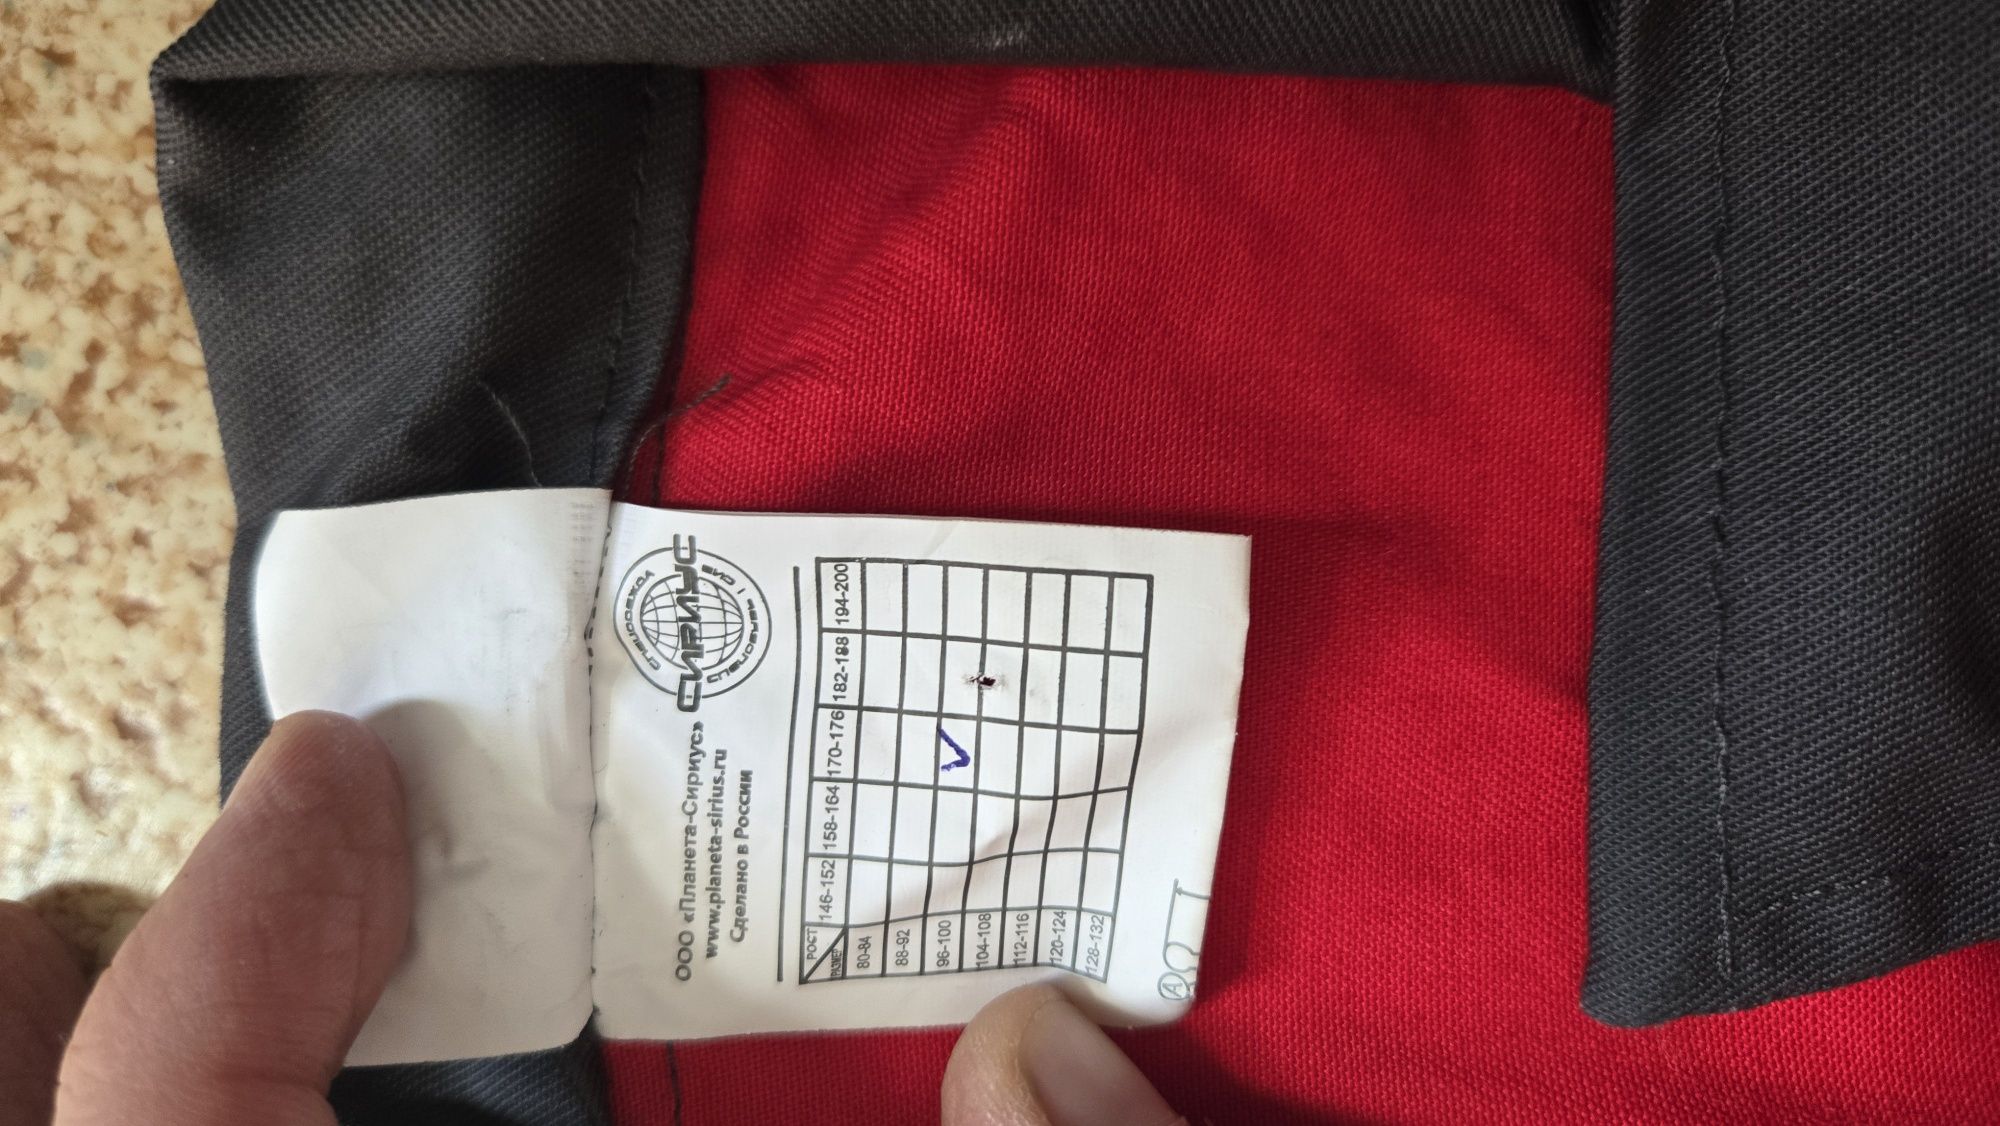 СПЕЦОДЕЖДА
СИРИУС
ООО «Планета-Сириус»
www.planeta-sirius.ru
Сделано в России
РОСТ
РАЗМЕР
146-152 158-164 170-176 182-188 194-200
80-84
88-92
96-100 V
104-108
112-116
120-124
128-132
A